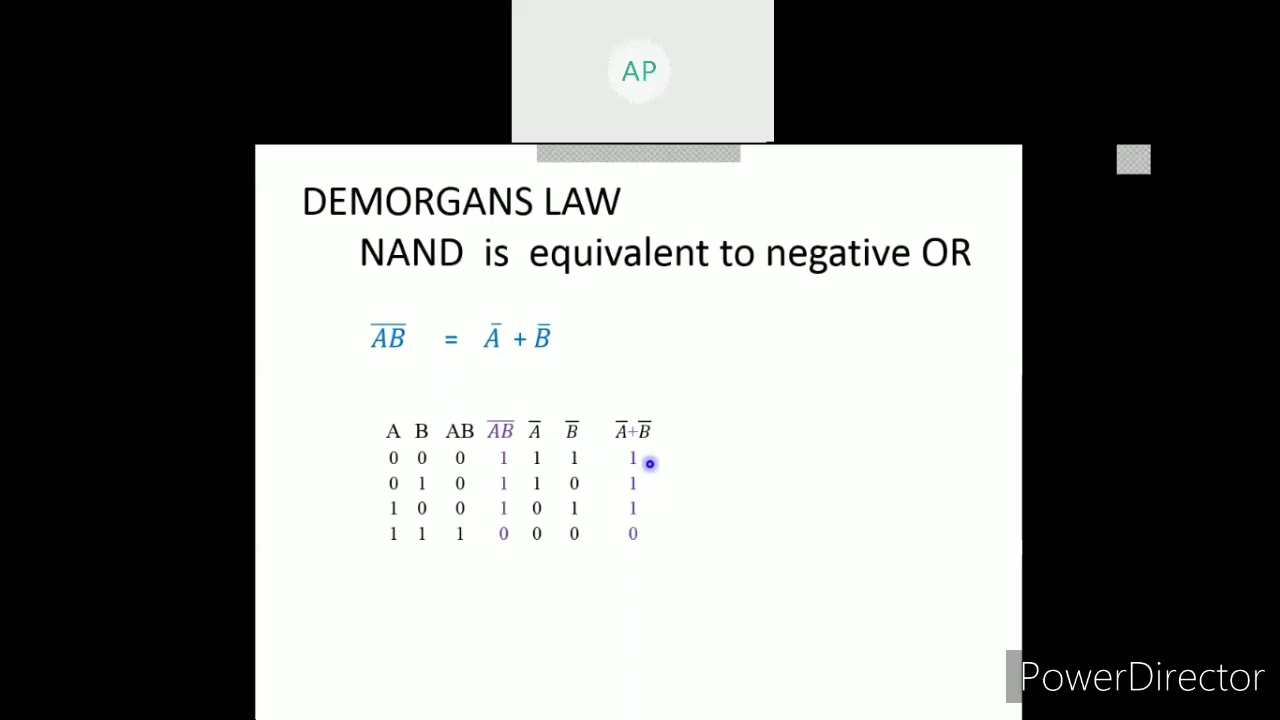 AP
DEMORGANS LAW
NAND is equivalent to negative OR
A̅B̅ = A̅ + B̅
A B AB A̅B̅ A̅ B̅ A̅+B̅
0 0 0 1 1 1 1
0 1 0 1 1 0 1
1 0 0 1 0 1 1
1 1 1 0 0 0 0
PowerDirector